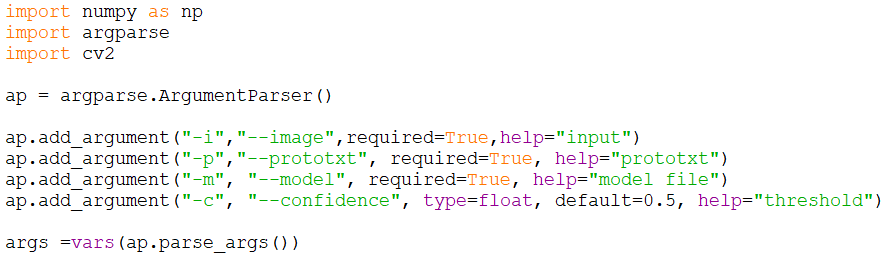 import numpy as np
import argparse
import cv2
ap = argparse.ArgumentParser()
ap.add_argument("-i","--image",required=True,help="input")
ap.add_argument("-p","--prototxt", required=True, help="prototxt")
ap.add_argument("-m", "--model", required=True, help="model file")
ap.add_argument("-c", "--confidence", type=float, default=0.5, help="threshold")
args =vars(ap.parse_args())